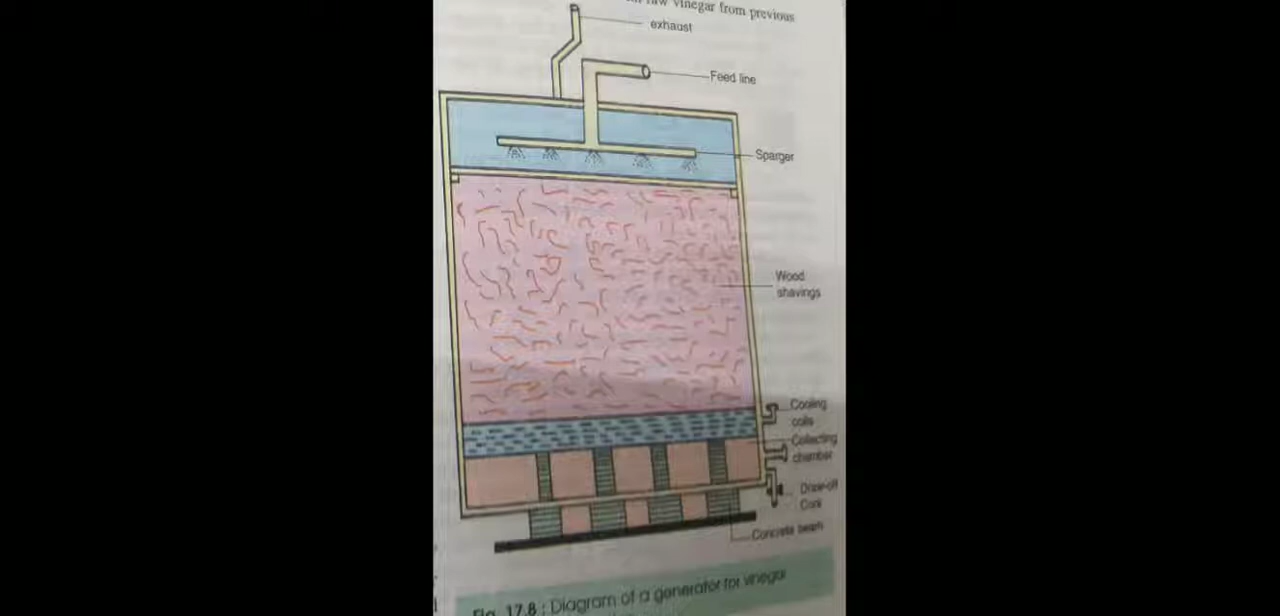 raw vinegar from previous
exhaust
Feed line
Sparger
Wood
shavings
Cooling
coils
Collecting
chamber
Draw-off
Cork
Concrete beam
Fig. 17.8 : Diagram of a generator for vinegar